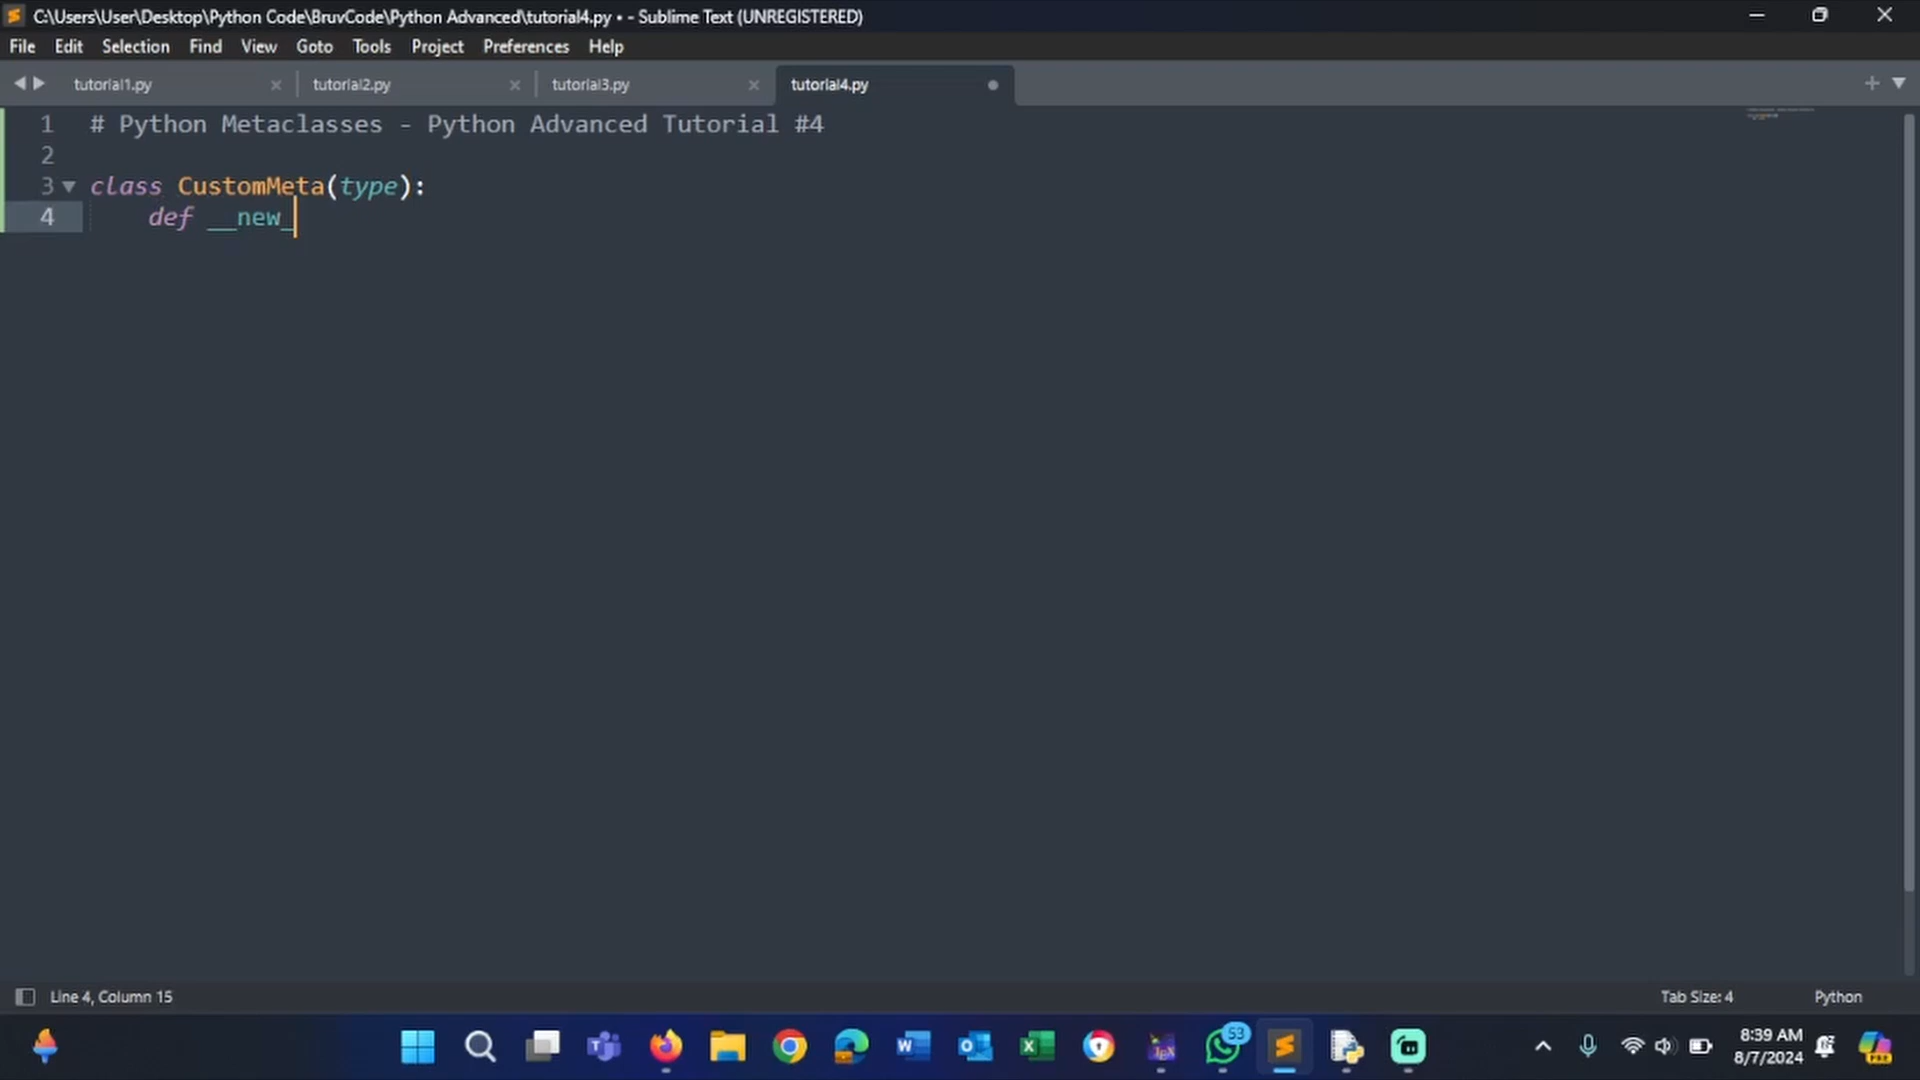 C:\Users\User\Desktop\Python Code\BruvCode\Python Advanced\tutorial4.py • - Sublime Text (UNREGISTERED)
File Edit Selection Find View Goto Tools Project Preferences Help
tutorial1.py tutorial2.py tutorial3.py tutorial4.py
1 # Python Metaclasses - Python Advanced Tutorial #4
2
3 class CustomMeta(type):
4 def __new_
Line 4, Column 15 Tab Size: 4 Python
53
8:39 AM
8/7/2024